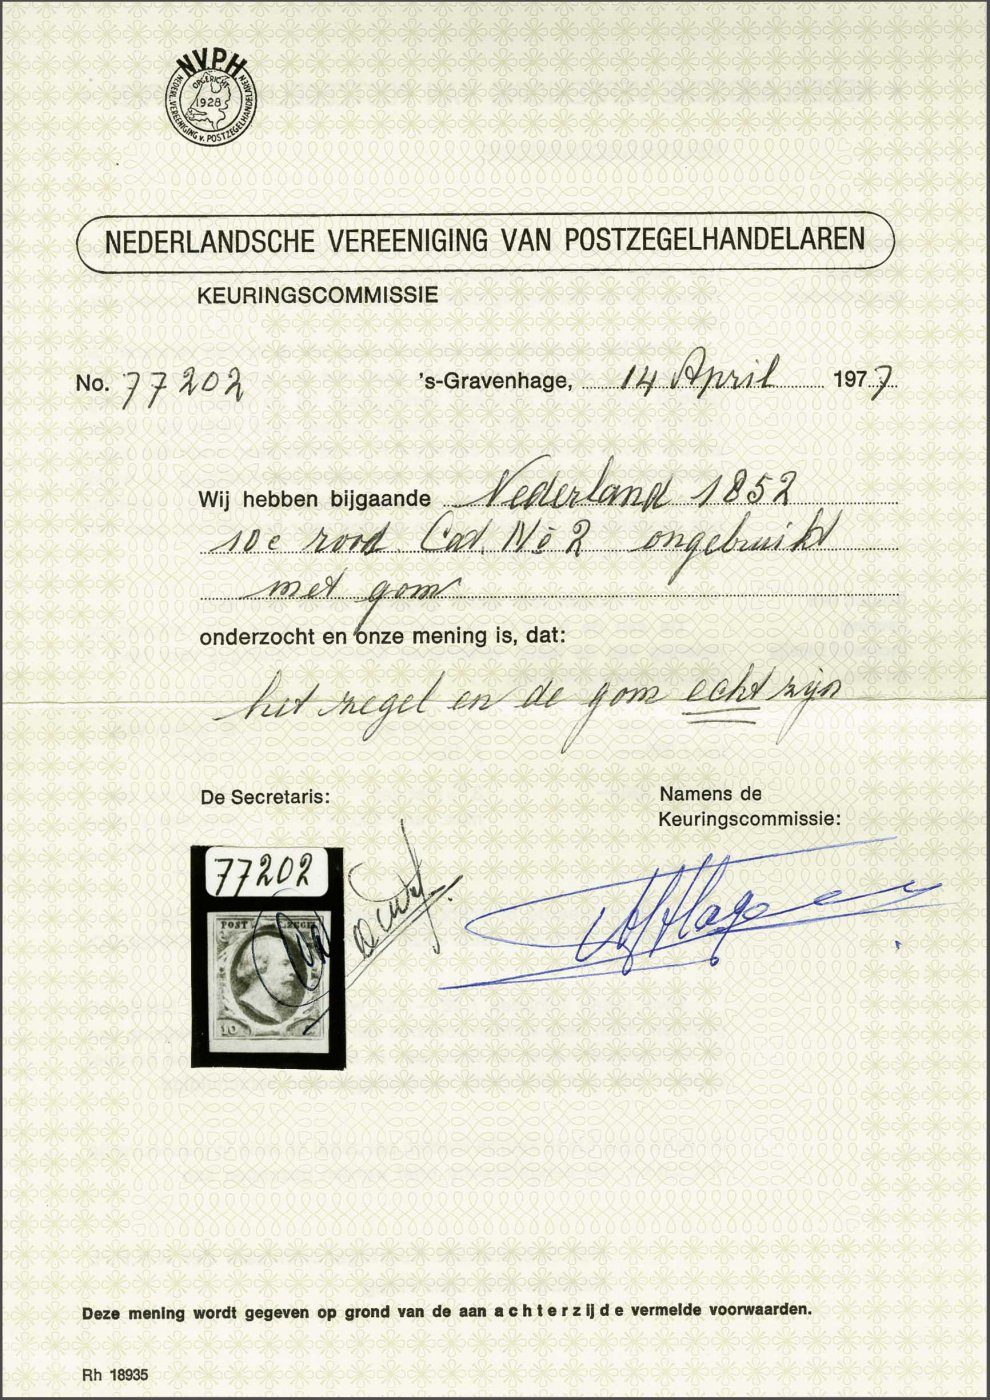 NVPH
OPGERICHT
1928
NEDERL. VEREENIGING v. POSTZEGELHANDELAREN
NEDERLANDSCHE VEREENIGING VAN POSTZEGELHANDELAREN
KEURINGSCOMMISSIE
No. 77202 's-Gravenhage, 14 April 1977
Wij hebben bijgaande Nederland 1852
10c rood Cat. No 2 ongebruikt
met gom
onderzocht en onze mening is, dat:
het zegel en de gom echt zijn
De Secretaris:
Namens de
Keuringscommissie:
77202
POST ZEGEL
10
Deze mening wordt gegeven op grond van de aan achterzijde vermelde voorwaarden.
Rh 18935